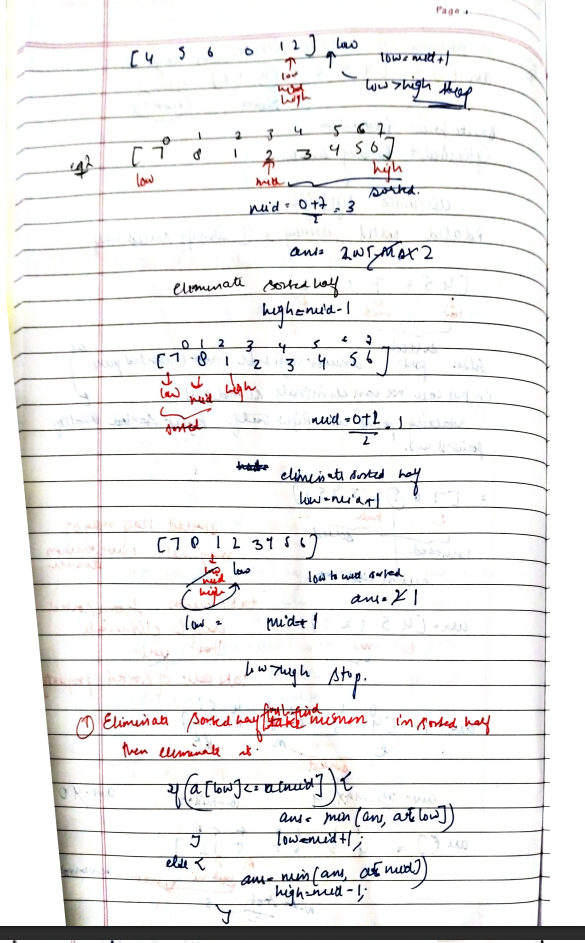 Page.
[4 5 6 0 1 2] low
low=mid+1
low
mid
high
low>high stop
0 1 2 3 4 5 6 7
eg2 [7 8 1 2 3 4 5 6]
low mid high
sorted.
mid = 0+7/2 = 3
ans = INT_MAX 2
eliminate sorted half
high=mid-1
0 1 2 3 4 5 6 7
[7 8 1 2 3 4 5 6]
low mid high
sorted
mid = 0+2/2 = 1
eliminate sorted half
low=mid+1
[7 8 1 2 3 4 5 6]
low low
mid
high
low to mid sorted
ans = 2 1
low = mid+1
low>high stop.
① Eliminate sorted half first find take minimum in sorted half
then eliminate it.
if (a[low]<=a[mid]) {
ans = min(ans, a[low])
low=mid+1;
}
else {
ans = min(ans, a[mid])
high=mid-1;
}